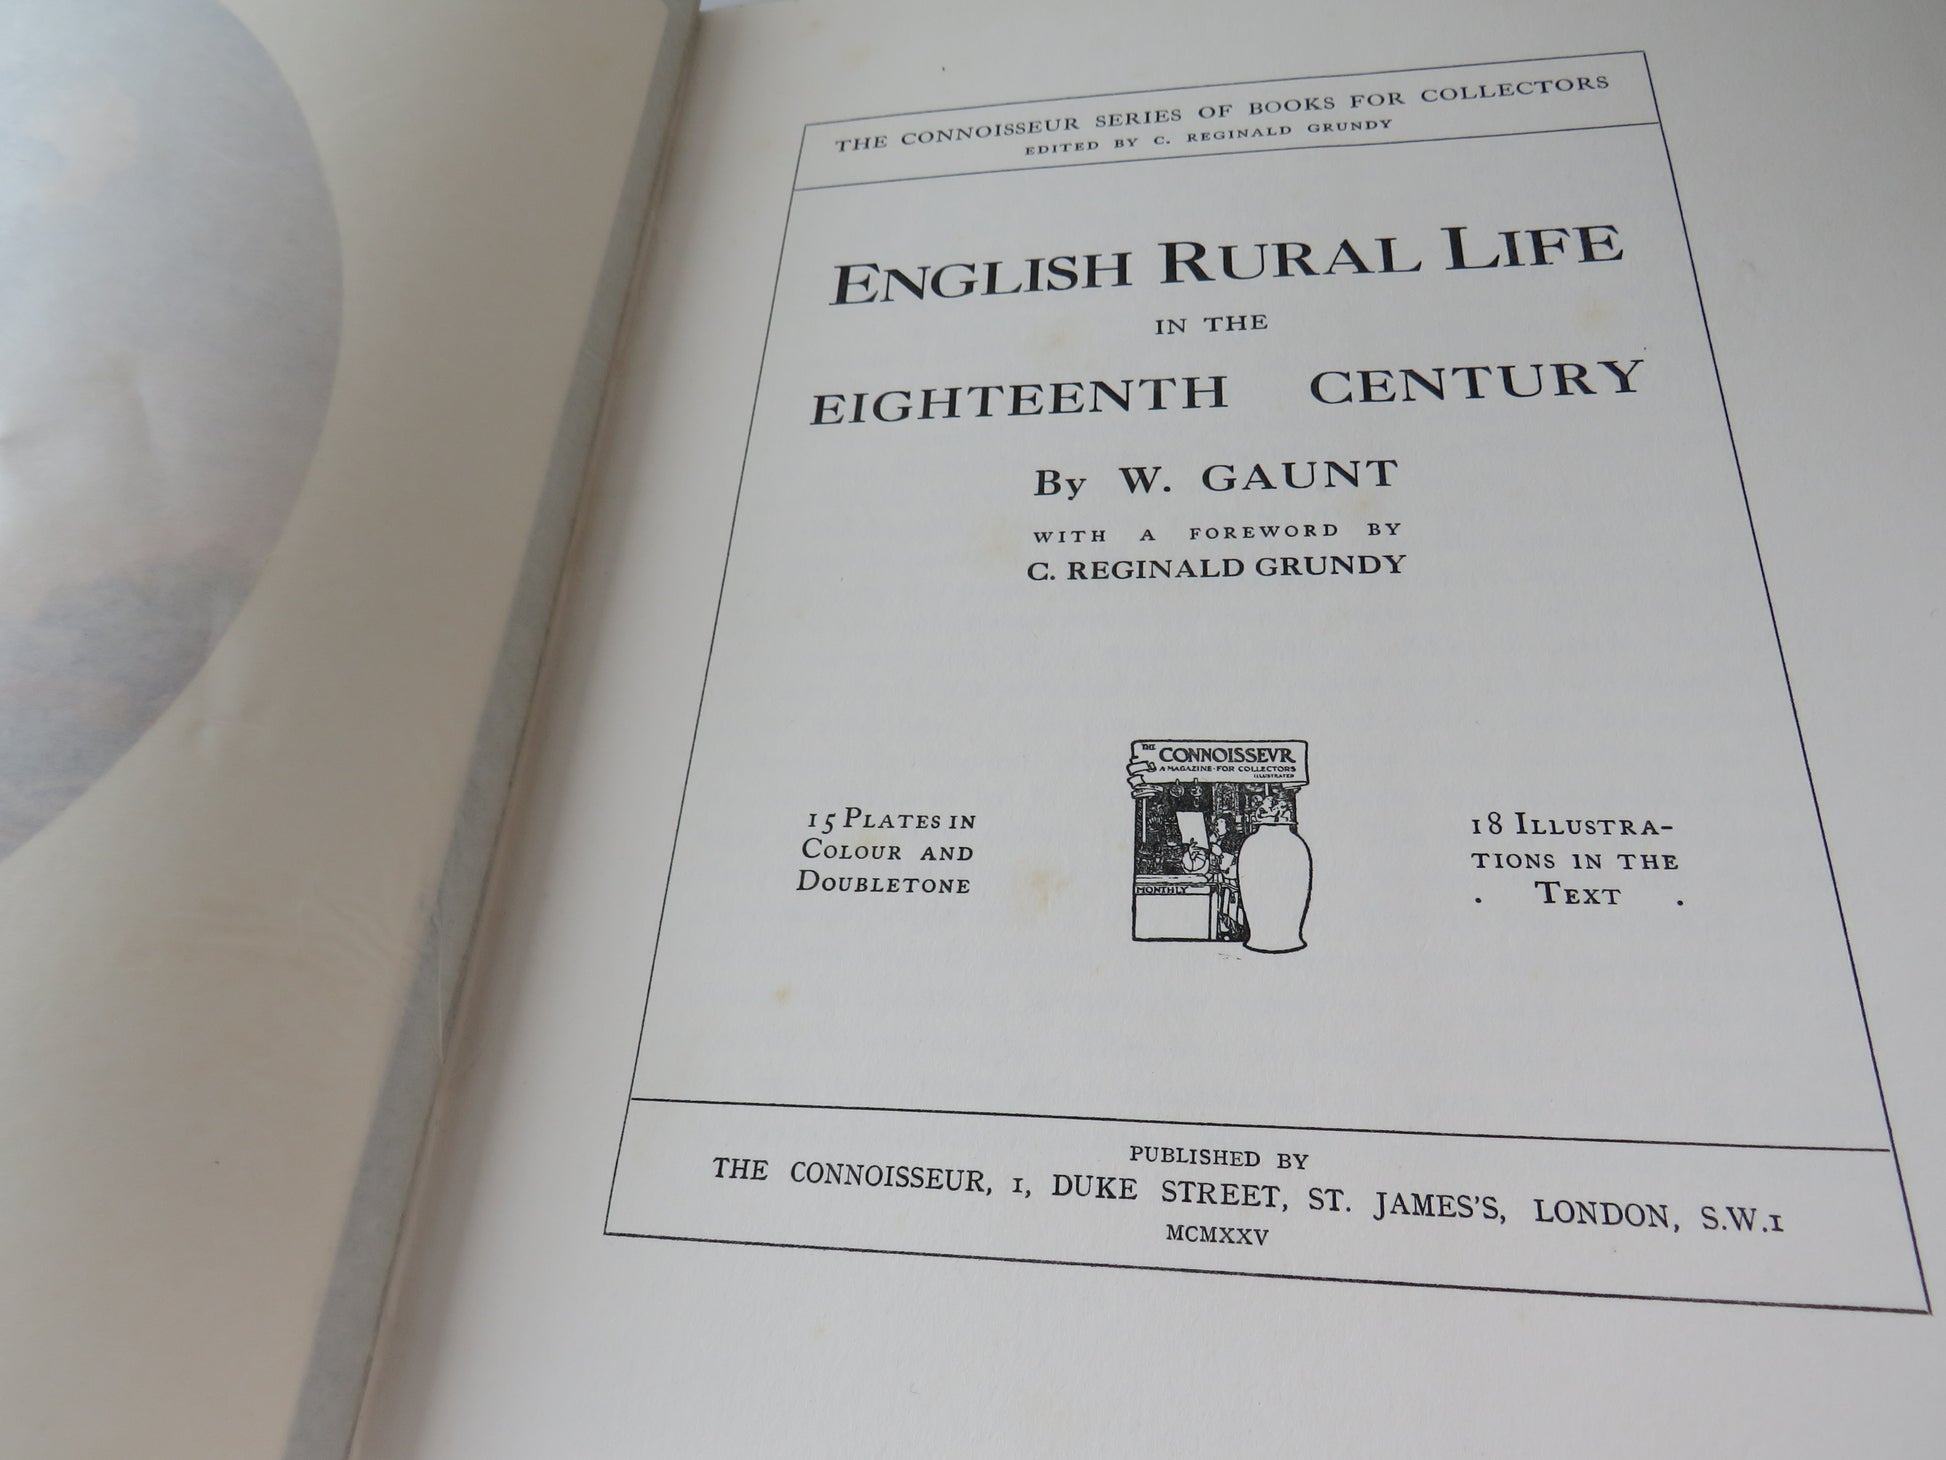 THE CONNOISSEUR SERIES OF BOOKS FOR COLLECTORS
EDITED BY C. REGINALD GRUNDY
ENGLISH RURAL LIFE
IN THE
EIGHTEENTH CENTURY
By W. GAUNT
WITH A FOREWORD BY
C. REGINALD GRUNDY
THE CONNOISSEVR
A MAGAZINE FOR COLLECTORS
ILLUSTRATED
MONTHLY
15 PLATES IN
COLOUR AND
DOUBLETONE
18 ILLUSTRA-
TIONS IN THE
. TEXT .
PUBLISHED BY
THE CONNOISSEUR, 1, DUKE STREET, ST. JAMES'S, LONDON, S.W.1
MCMXXV